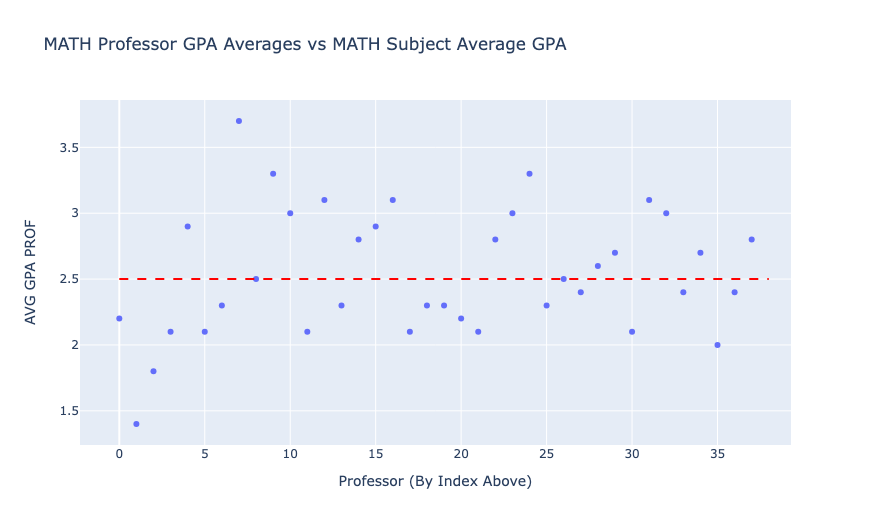 MATH Professor GPA Averages vs MATH Subject Average GPA
AVG GPA PROF
3.5
3
2.5
2
1.5
0 5 10 15 20 25 30 35
Professor (By Index Above)